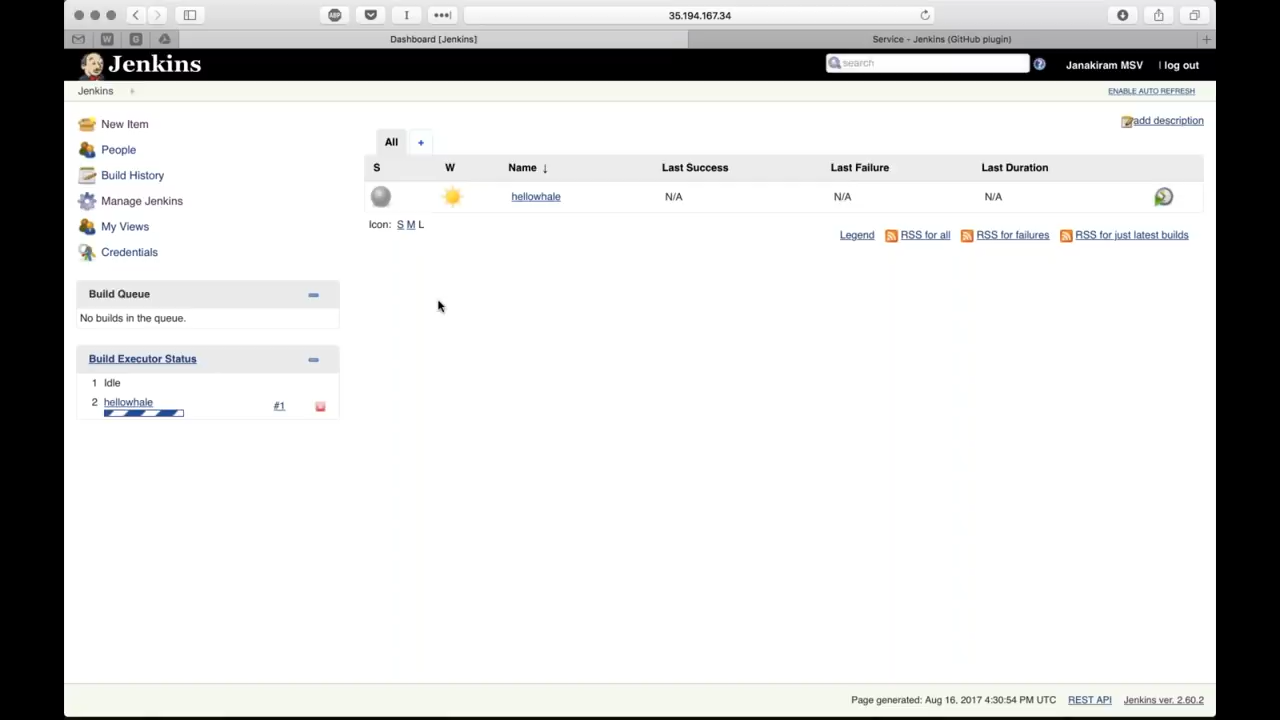 35.194.167.34
Dashboard [Jenkins]
Service - Jenkins (GitHub plugin)
Jenkins
search
Janakiram MSV
| log out
Jenkins
ENABLE AUTO REFRESH
New Item
People
Build History
Manage Jenkins
My Views
Credentials
add description
All +
S W Name ↓ Last Success Last Failure Last Duration
hellowhale N/A N/A N/A
Icon: S M L
Legend RSS for all RSS for failures RSS for just latest builds
Build Queue
No builds in the queue.
Build Executor Status
1 Idle
2 hellowhale #1
Page generated: Aug 16, 2017 4:30:54 PM UTC REST API Jenkins ver. 2.60.2